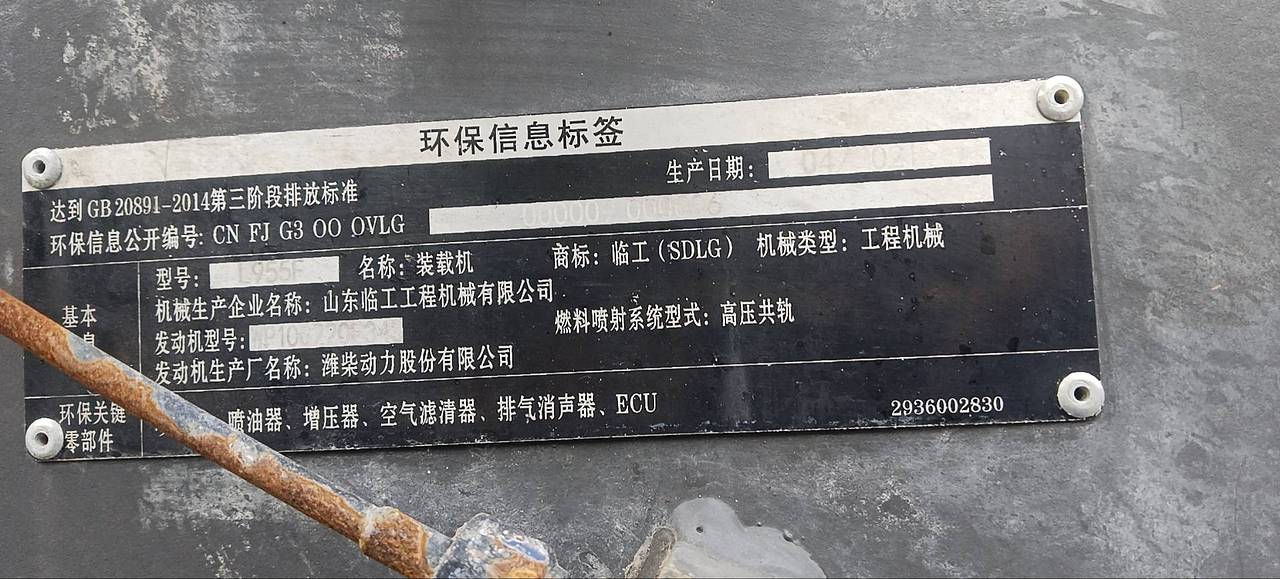 环保信息标签
生产日期:
达到GB 20891-2014第三阶段排放标准
环保信息公开编号: CN FJ G3 OO OVLG
型号: L955F 名称: 装载机 商标: 临工(SDLG) 机械类型: 工程机械
机械生产企业名称: 山东临工工程机械有限公司
基本
发动机型号: 燃料喷射系统型式: 高压共轨
息
发动机生产厂名称: 潍柴动力股份有限公司
环保关键
零部件
喷油器、增压器、空气滤清器、排气消声器、ECU
2936002830